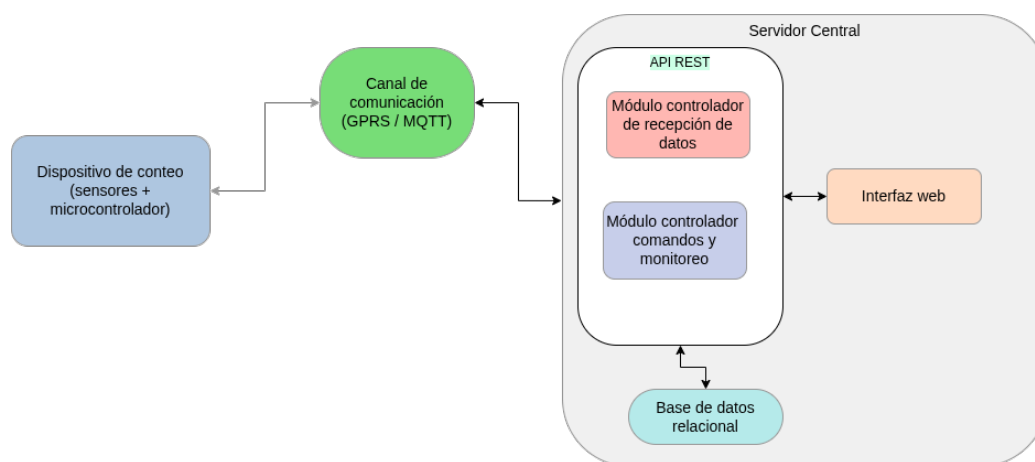 Servidor Central
API REST
Canal de
comunicación
(GPRS / MQTT)
Módulo controlador
de recepción de
datos
Dispositivo de conteo
(sensores +
microcontrolador)
Interfaz web
Módulo controlador
comandos y
monitoreo
Base de datos
relacional